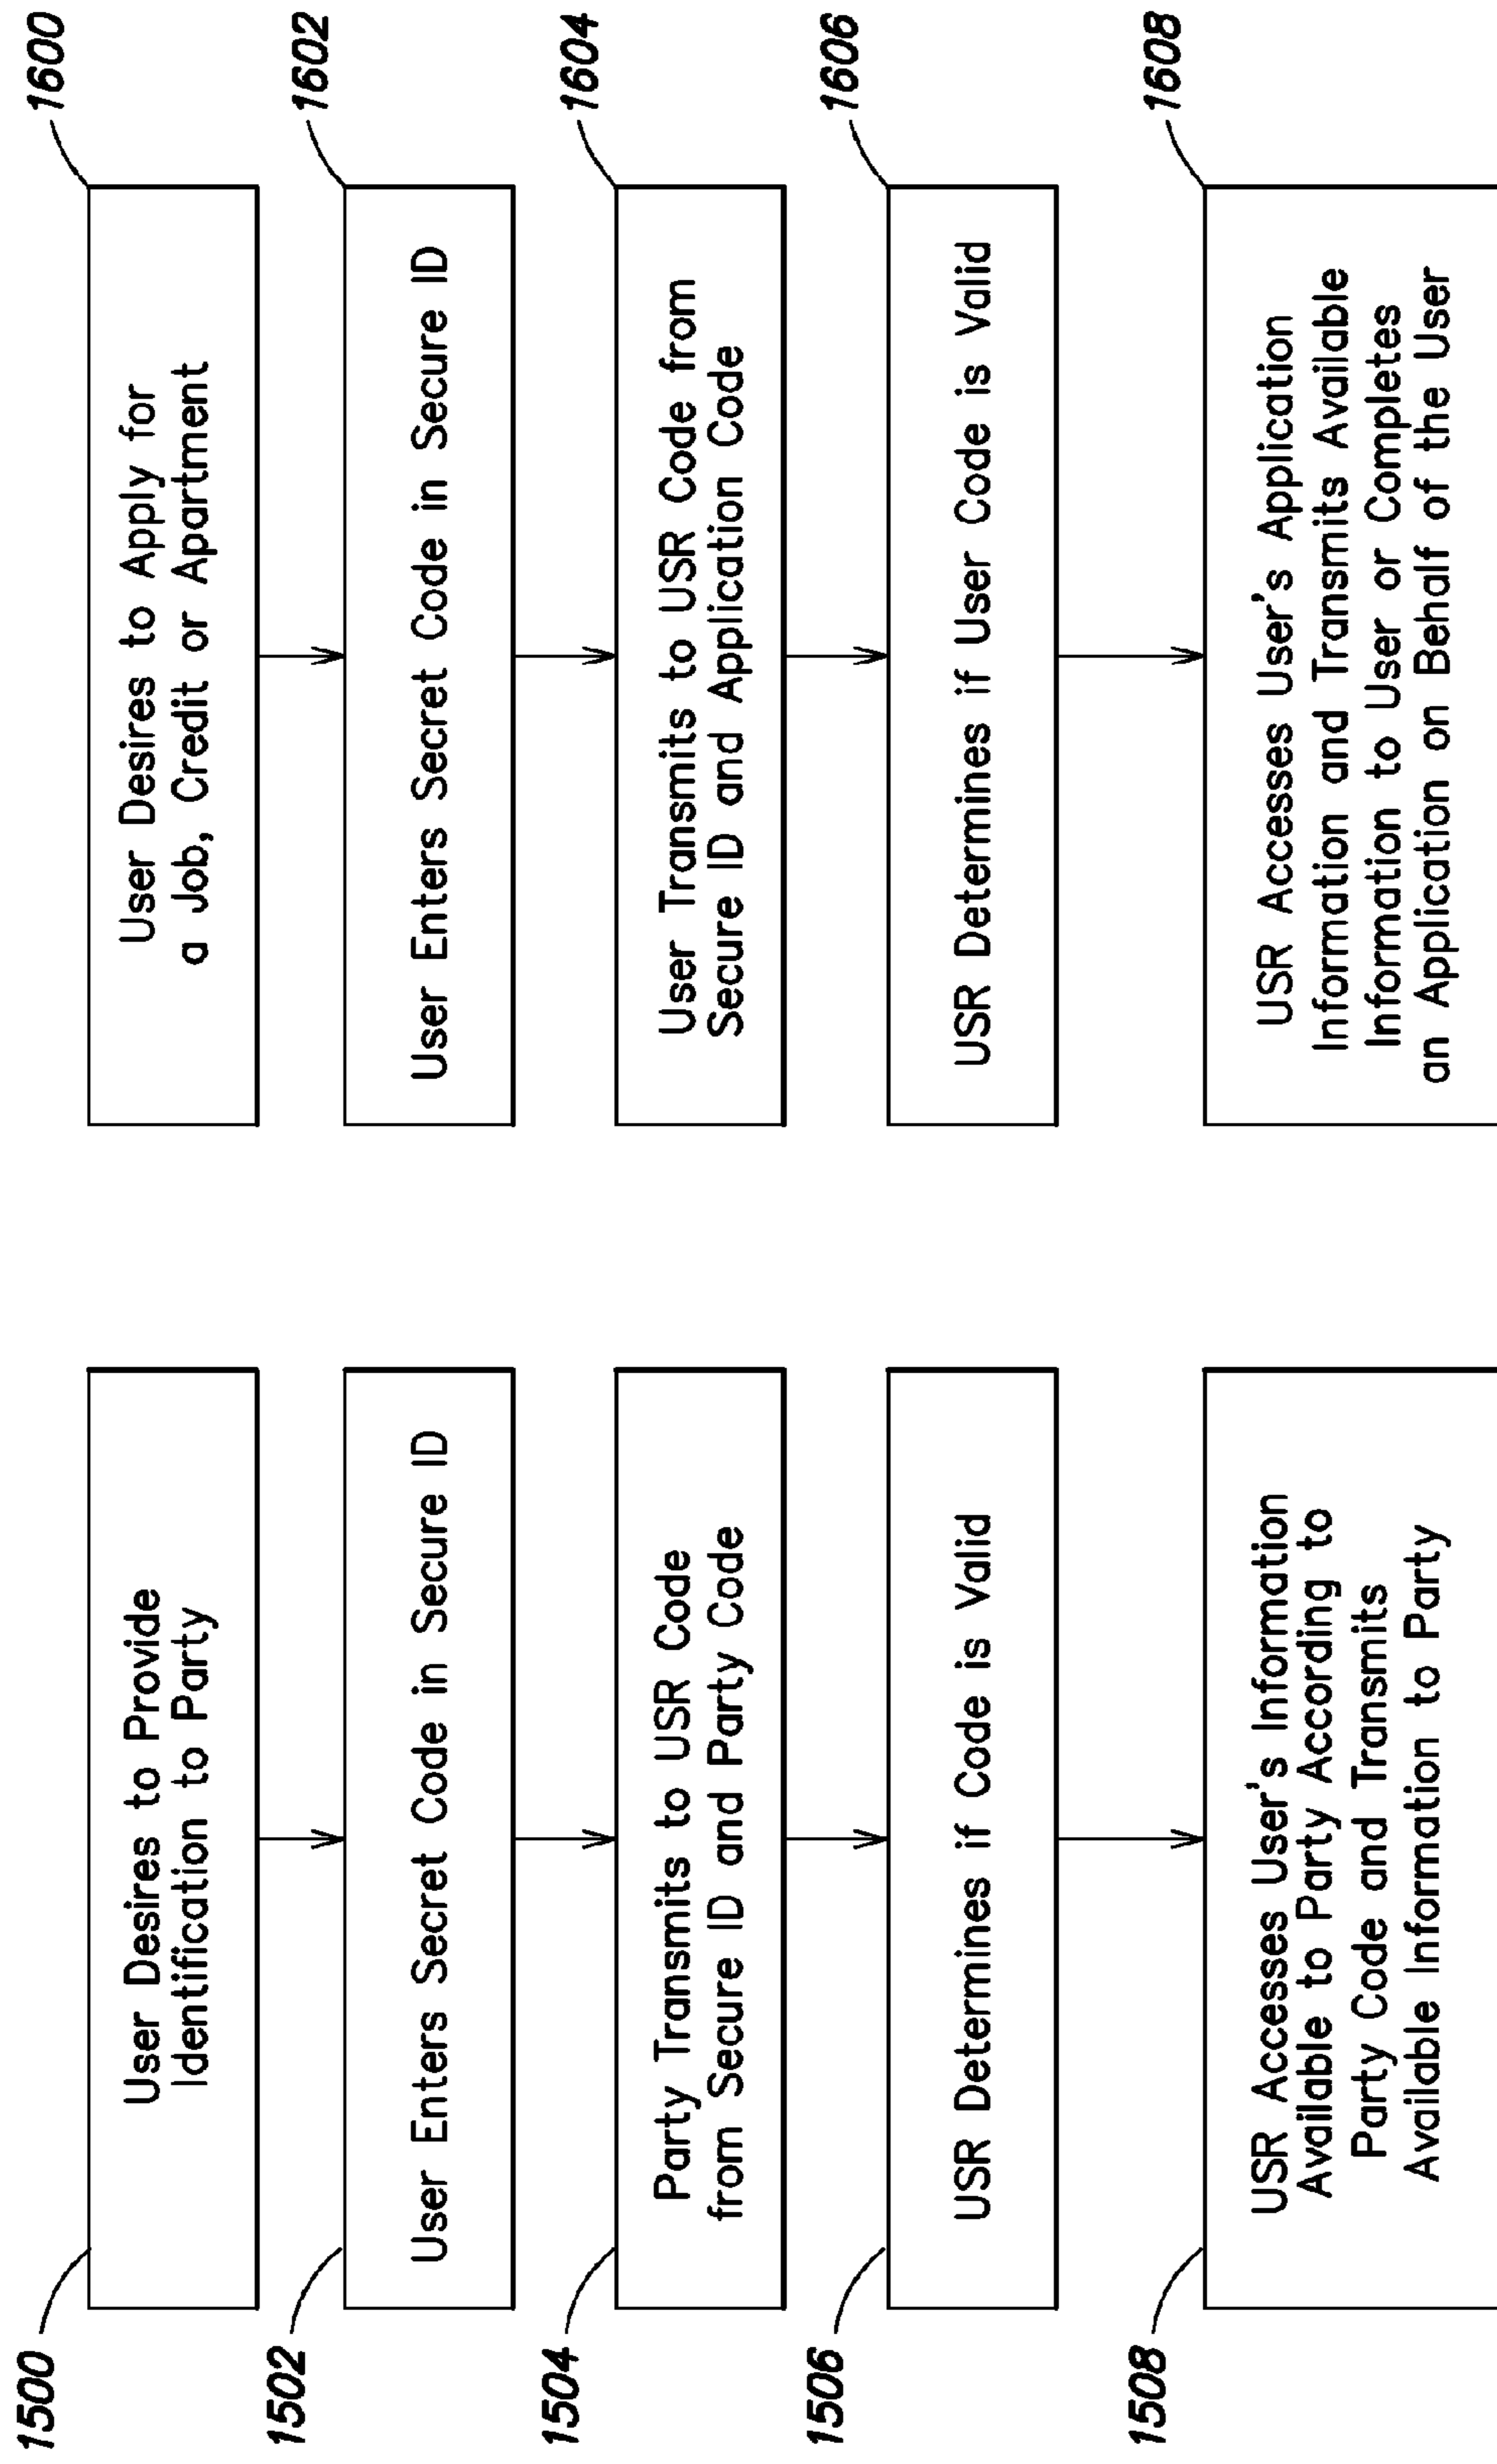 1500
User Desires to Provide
Identification to Party
1502
User Enters Secret Code in Secure ID
1504
Party Transmits to USR Code
from Secure ID and Party Code
1506
USR Determines if Code is Valid
1508
USR Accesses User's Information
Available to Party According to
Party Code and Transmits
Available Information to Party
1600
User Desires to Apply for
a Job, Credit or Apartment
1602
User Enters Secret Code in Secure ID
1604
User Transmits to USR Code from
Secure ID and Application Code
1606
USR Determines if User Code is Valid
1608
USR Accesses User's Application
Information and Transmits Available
Information to User or Completes
an Application on Behalf of the User